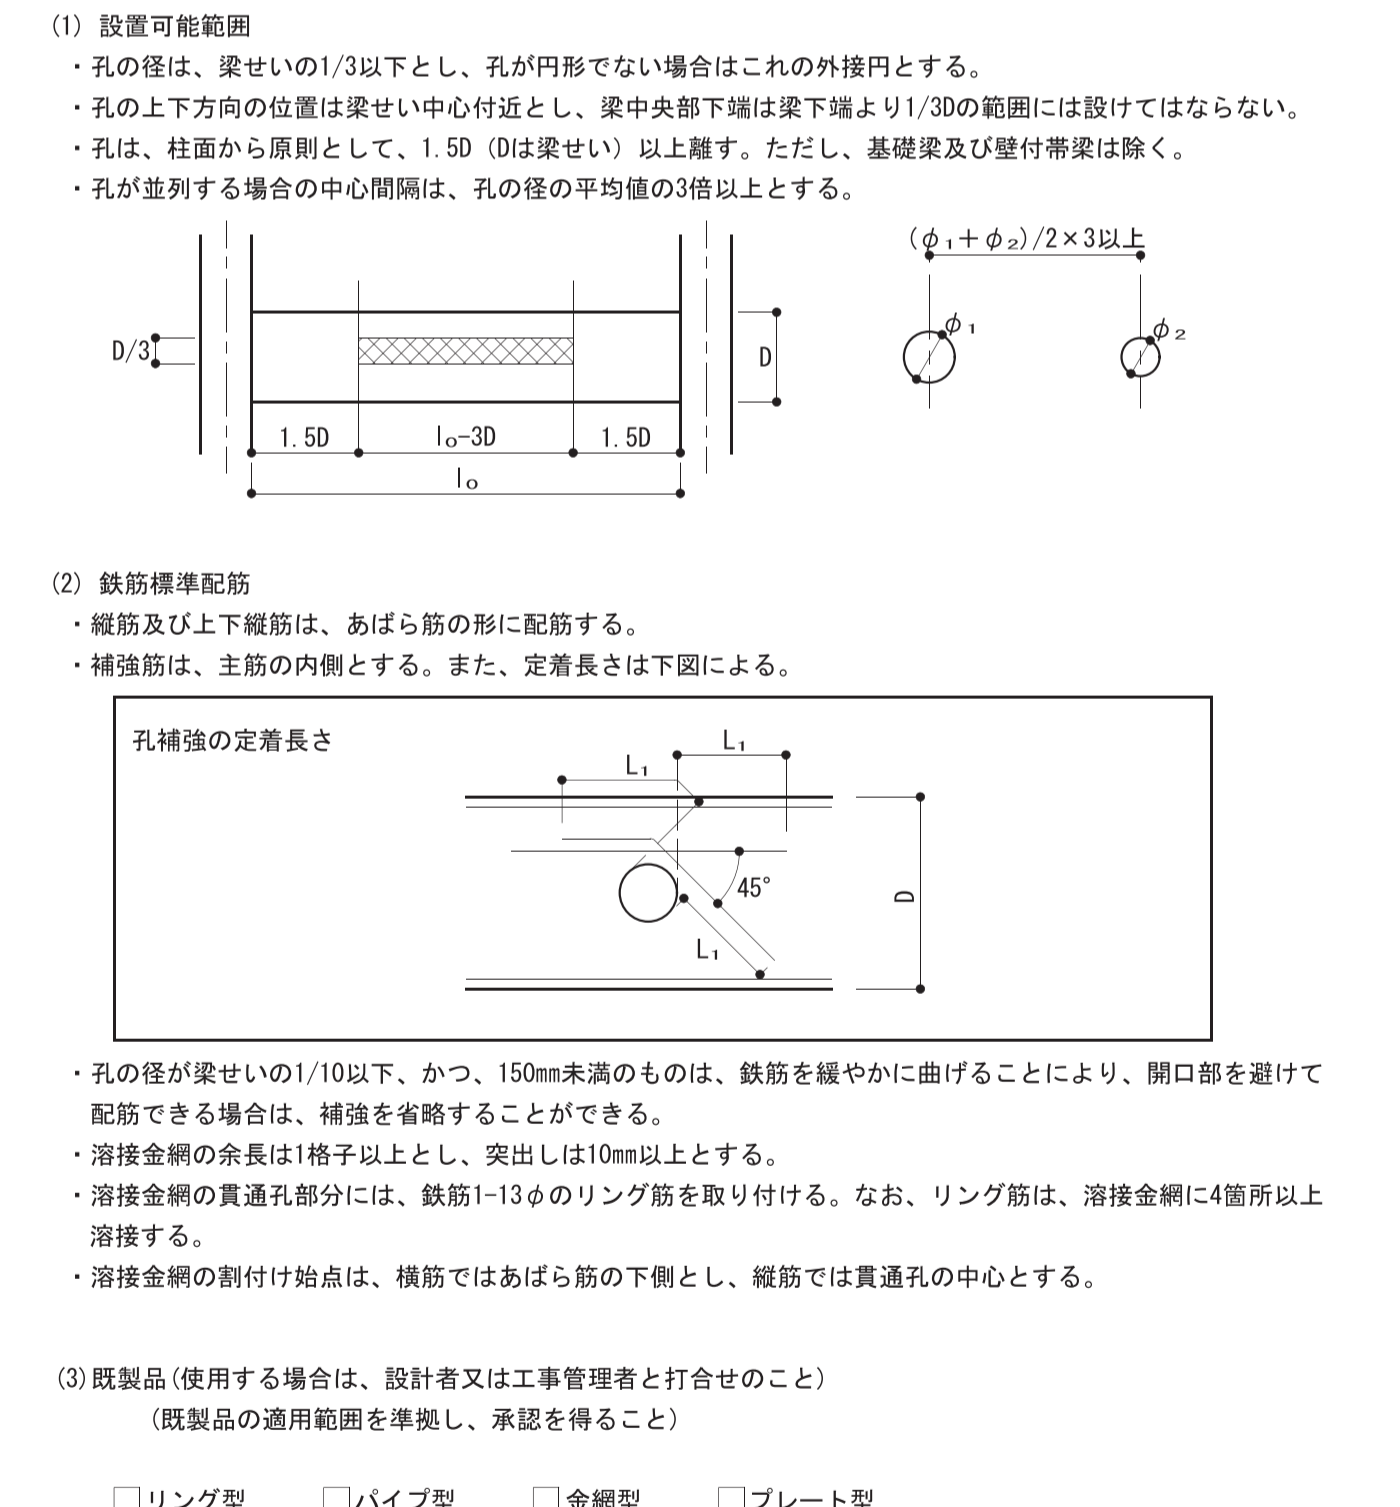 (1) 設置可能範囲
・孔の径は、梁せいの1/3以下とし、孔が円形でない場合はこれの外接円とする。
・孔の上下方向の位置は梁せい中心付近とし、梁中央部下端は梁下端より1/3Dの範囲には設けてはならない。
・孔は、柱面から原則として、1.5D（Dは梁せい）以上離す。ただし、基礎梁及び壁付帯梁は除く。
・孔が並列する場合の中心間隔は、孔の径の平均値の3倍以上とする。
(φ₁＋φ₂)/2×3以上
D/3
D
φ₁
φ₂
1.5D
l₀-3D
1.5D
l₀
(2) 鉄筋標準配筋
・縦筋及び上下縦筋は、あばら筋の形に配筋する。
・補強筋は、主筋の内側とする。また、定着長さは下図による。
孔補強の定着長さ
L₁
L₁
45°
D
L₁
・孔の径が梁せいの1/10以下、かつ、150㎜未満のものは、鉄筋を緩やかに曲げることにより、開口部を避けて
配筋できる場合は、補強を省略することができる。
・溶接金網の余長は1格子以上とし、突出しは10㎜以上とする。
・溶接金網の貫通孔部分には、鉄筋1-13φのリング筋を取り付ける。なお、リング筋は、溶接金網に4箇所以上
溶接する。
・溶接金網の割付け始点は、横筋ではあばら筋の下側とし、縦筋では貫通孔の中心とする。
(3)既製品(使用する場合は、設計者又は工事管理者と打合せのこと)
(既製品の適用範囲を準拠し、承認を得ること)
□リング型 □パイプ型 □金網型 □プレート型